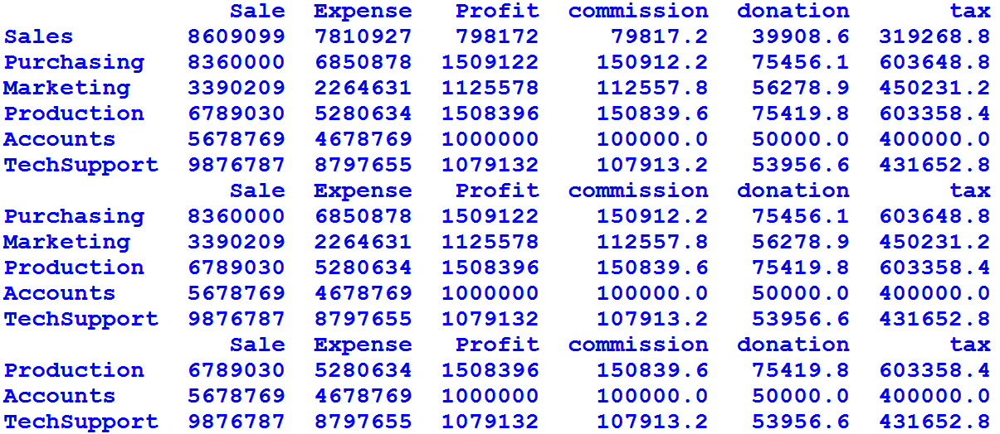 Sale Expense Profit commission donation tax
Sales 8609099 7810927 798172 79817.2 39908.6 319268.8
Purchasing 8360000 6850878 1509122 150912.2 75456.1 603648.8
Marketing 3390209 2264631 1125578 112557.8 56278.9 450231.2
Production 6789030 5280634 1508396 150839.6 75419.8 603358.4
Accounts 5678769 4678769 1000000 100000.0 50000.0 400000.0
TechSupport 9876787 8797655 1079132 107913.2 53956.6 431652.8
Sale Expense Profit commission donation tax
Purchasing 8360000 6850878 1509122 150912.2 75456.1 603648.8
Marketing 3390209 2264631 1125578 112557.8 56278.9 450231.2
Production 6789030 5280634 1508396 150839.6 75419.8 603358.4
Accounts 5678769 4678769 1000000 100000.0 50000.0 400000.0
TechSupport 9876787 8797655 1079132 107913.2 53956.6 431652.8
Sale Expense Profit commission donation tax
Production 6789030 5280634 1508396 150839.6 75419.8 603358.4
Accounts 5678769 4678769 1000000 100000.0 50000.0 400000.0
TechSupport 9876787 8797655 1079132 107913.2 53956.6 431652.8